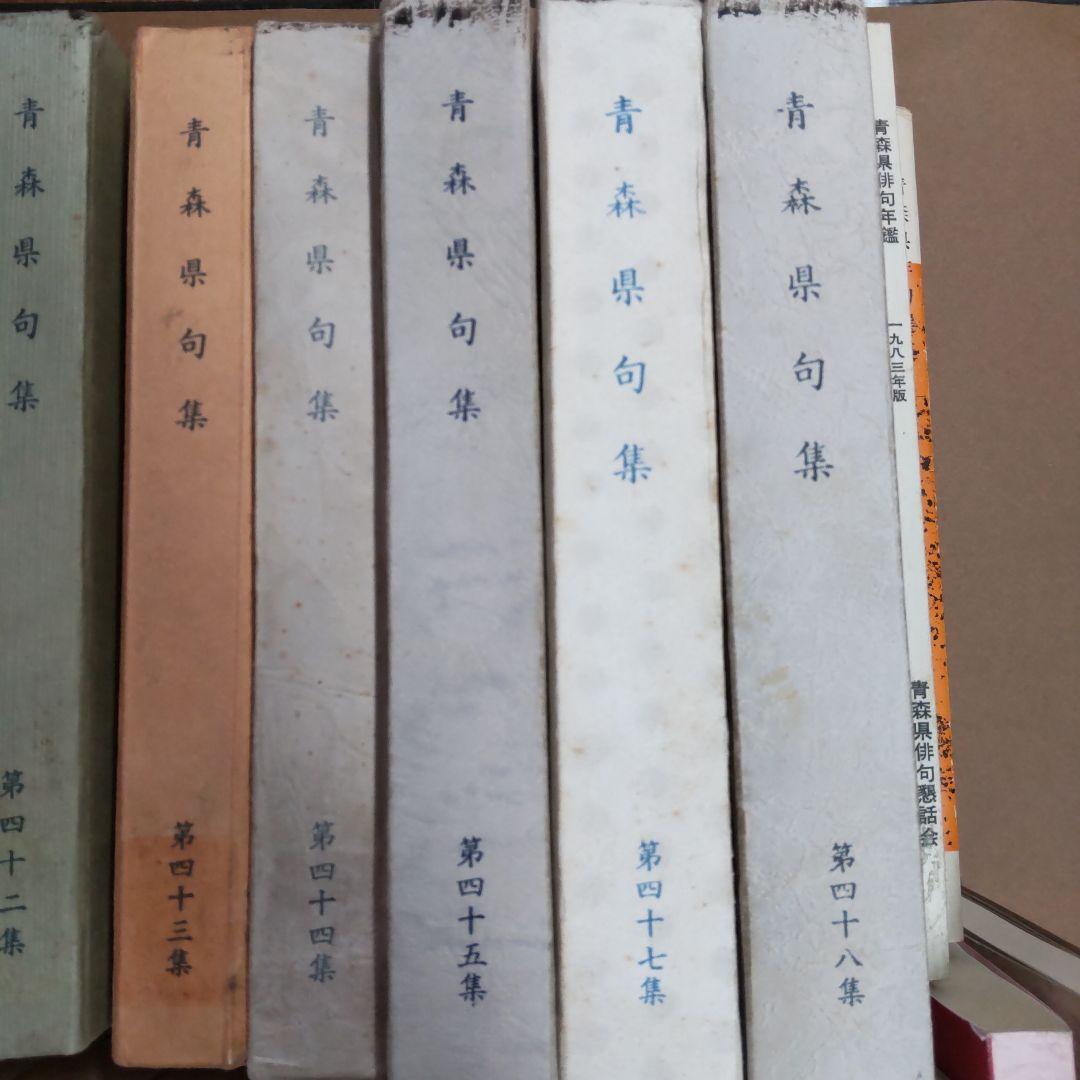 青森県句集
第四十二集
青森県句集
第四十三集
青森県句集
第四十四集
青森県句集
第四十五集
青森県句集
第四十七集
青森県句集
第四十八集
青森県俳句年鑑
一九八三年版
青森県俳句懇話会